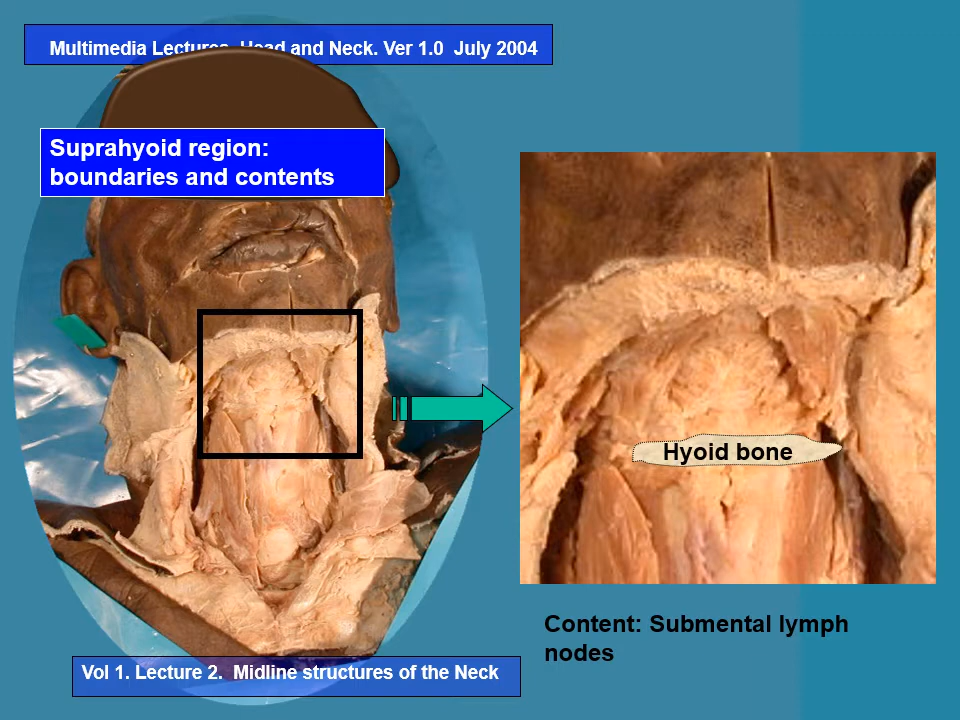 Multimedia Lectures. Head and Neck. Ver 1.0 July 2004
Suprahyoid region:
boundaries and contents
Hyoid bone
Content: Submental lymph
nodes
Vol 1. Lecture 2. Midline structures of the Neck